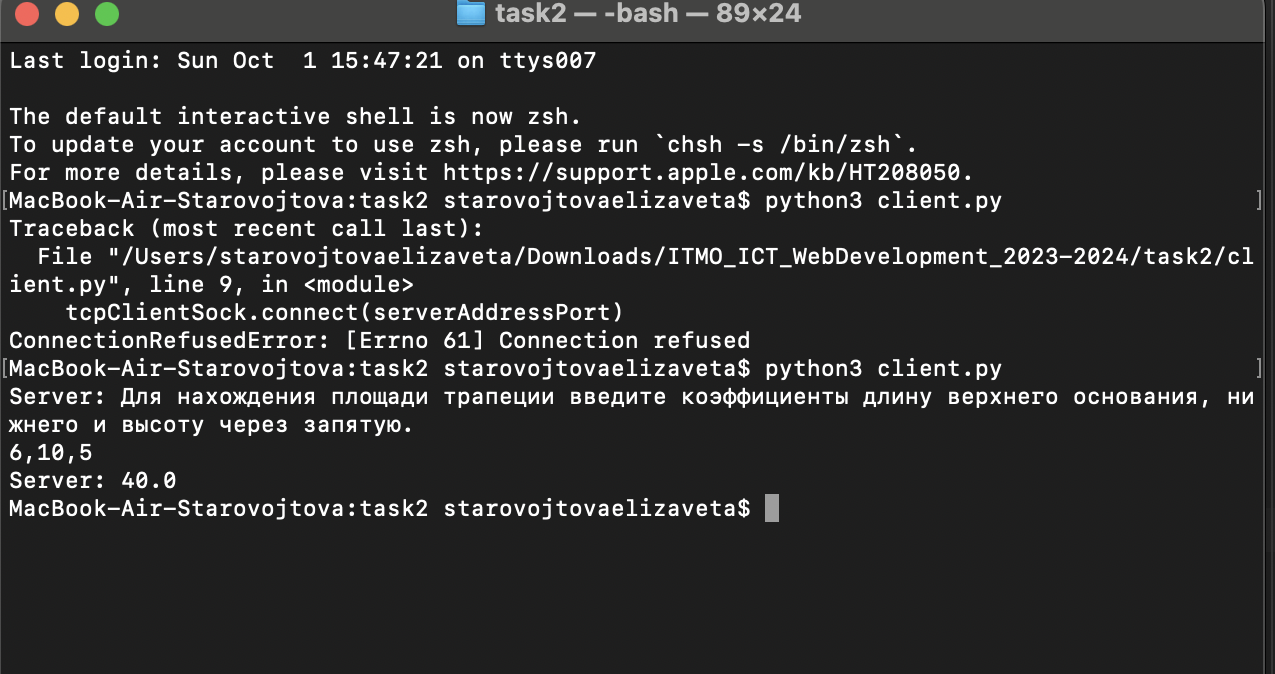 task2 — -bash — 89×24
Last login: Sun Oct  1 15:47:21 on ttys007
The default interactive shell is now zsh.
To update your account to use zsh, please run `chsh -s /bin/zsh`.
For more details, please visit https://support.apple.com/kb/HT208050.
[MacBook-Air-Starovojtova:task2 starovojtovaelizaveta$ python3 client.py ]
Traceback (most recent call last):
  File "/Users/starovojtovaelizaveta/Downloads/ITMO_ICT_WebDevelopment_2023-2024/task2/cl
ient.py", line 9, in <module>
    tcpClientSock.connect(serverAddressPort)
ConnectionRefusedError: [Errno 61] Connection refused
[MacBook-Air-Starovojtova:task2 starovojtovaelizaveta$ python3 client.py ]
Server: Для нахождения площади трапеции введите коэффициенты длину верхнего основания, ни
жнего и высоту через запятую.
6,10,5
Server: 40.0
MacBook-Air-Starovojtova:task2 starovojtovaelizaveta$